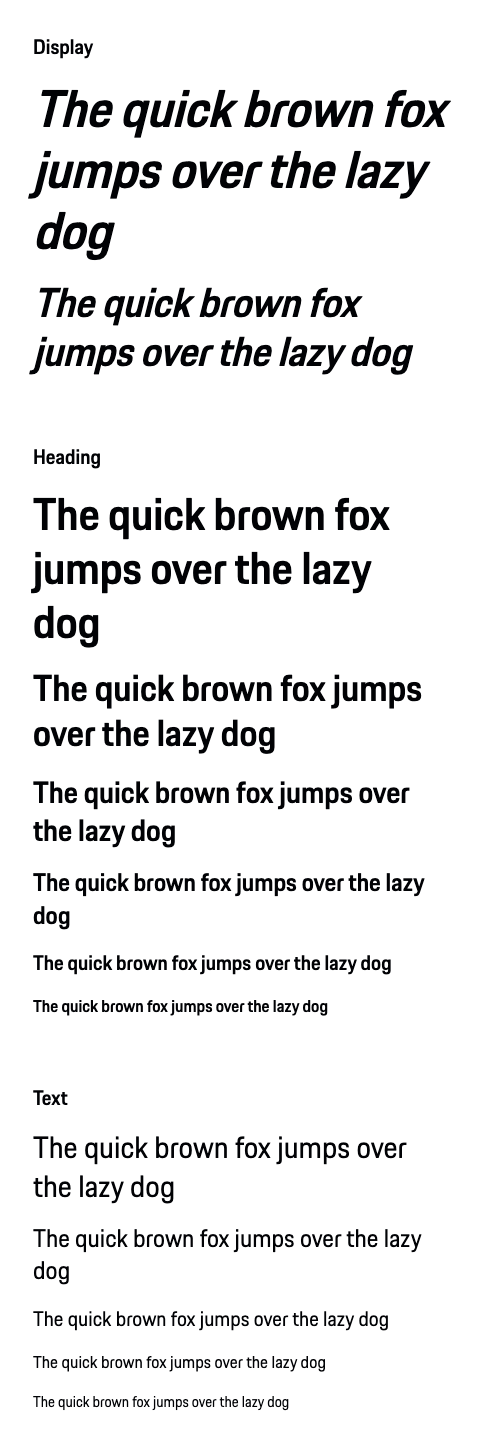 Display
The quick brown fox
jumps over the lazy
dog
The quick brown fox
jumps over the lazy dog
Heading
The quick brown fox
jumps over the lazy
dog
The quick brown fox jumps
over the lazy dog
The quick brown fox jumps over
the lazy dog
The quick brown fox jumps over the lazy
dog
The quick brown fox jumps over the lazy dog
The quick brown fox jumps over the lazy dog
Text
The quick brown fox jumps over
the lazy dog
The quick brown fox jumps over the lazy
dog
The quick brown fox jumps over the lazy dog
The quick brown fox jumps over the lazy dog
The quick brown fox jumps over the lazy dog